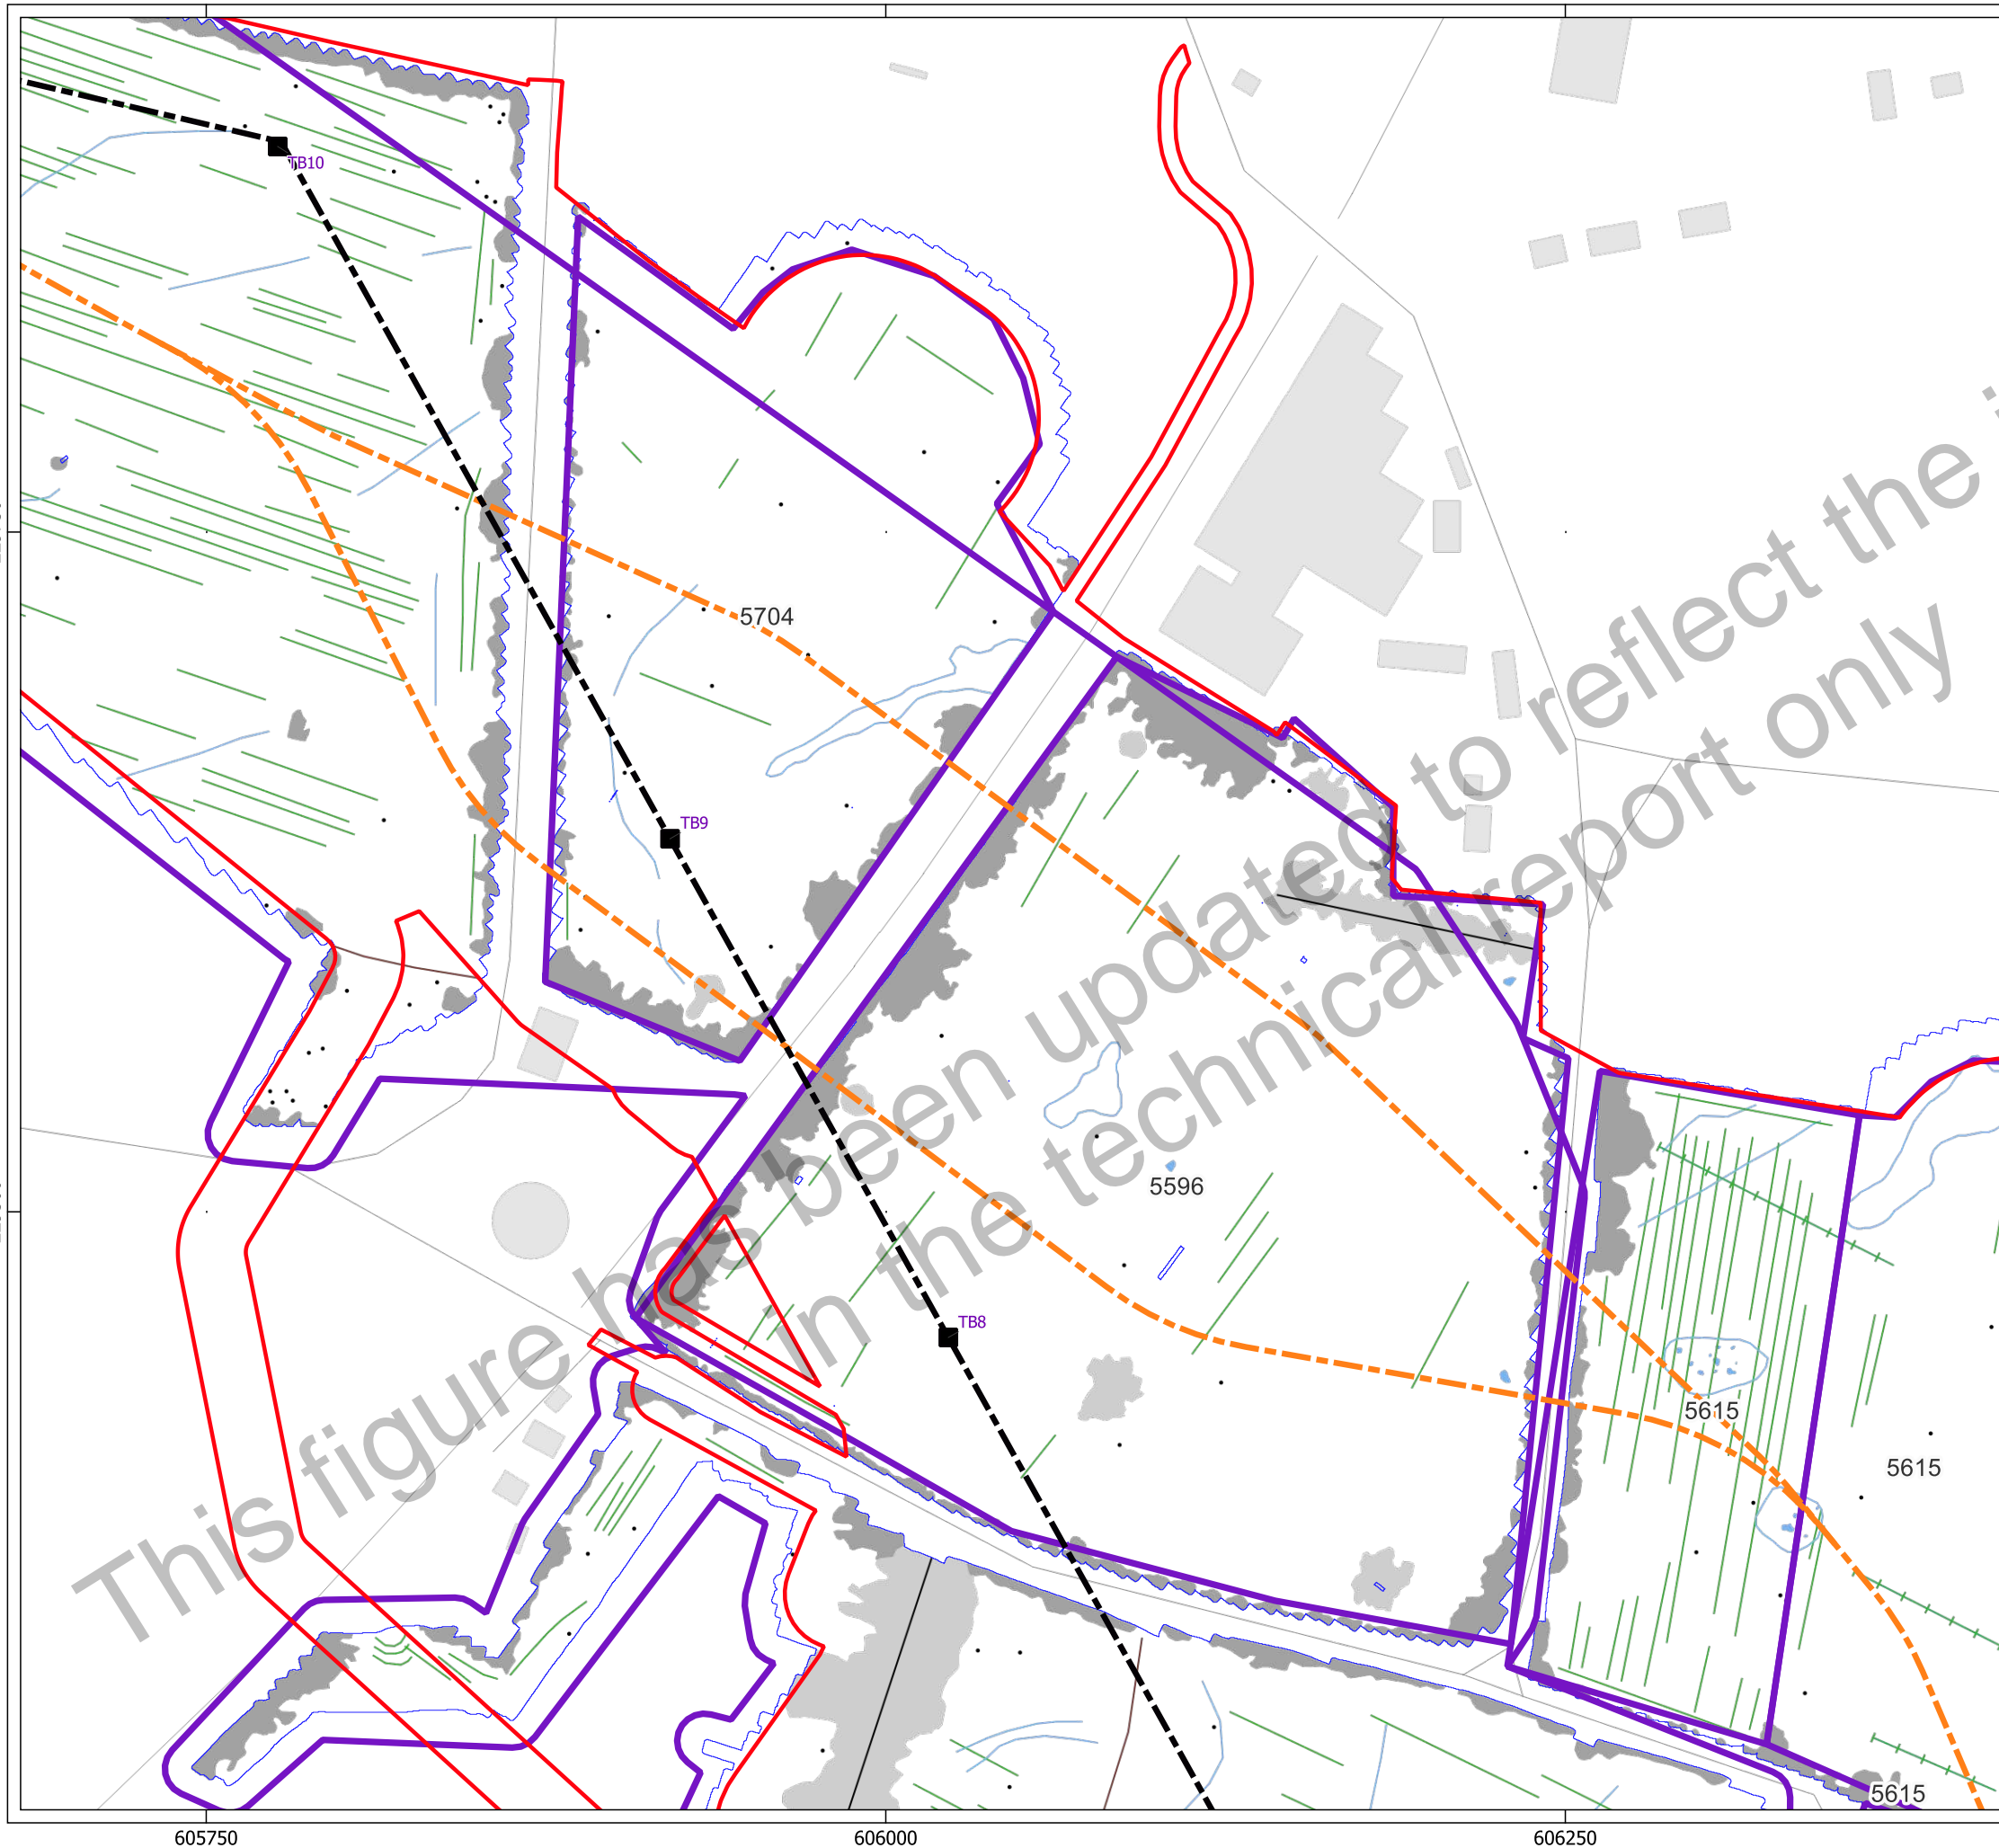 TB10
5704
TB9
5596
TB8
5615
5615
5615
This figure has been updated to reflect the
in the technical report only
605750
606000
606250